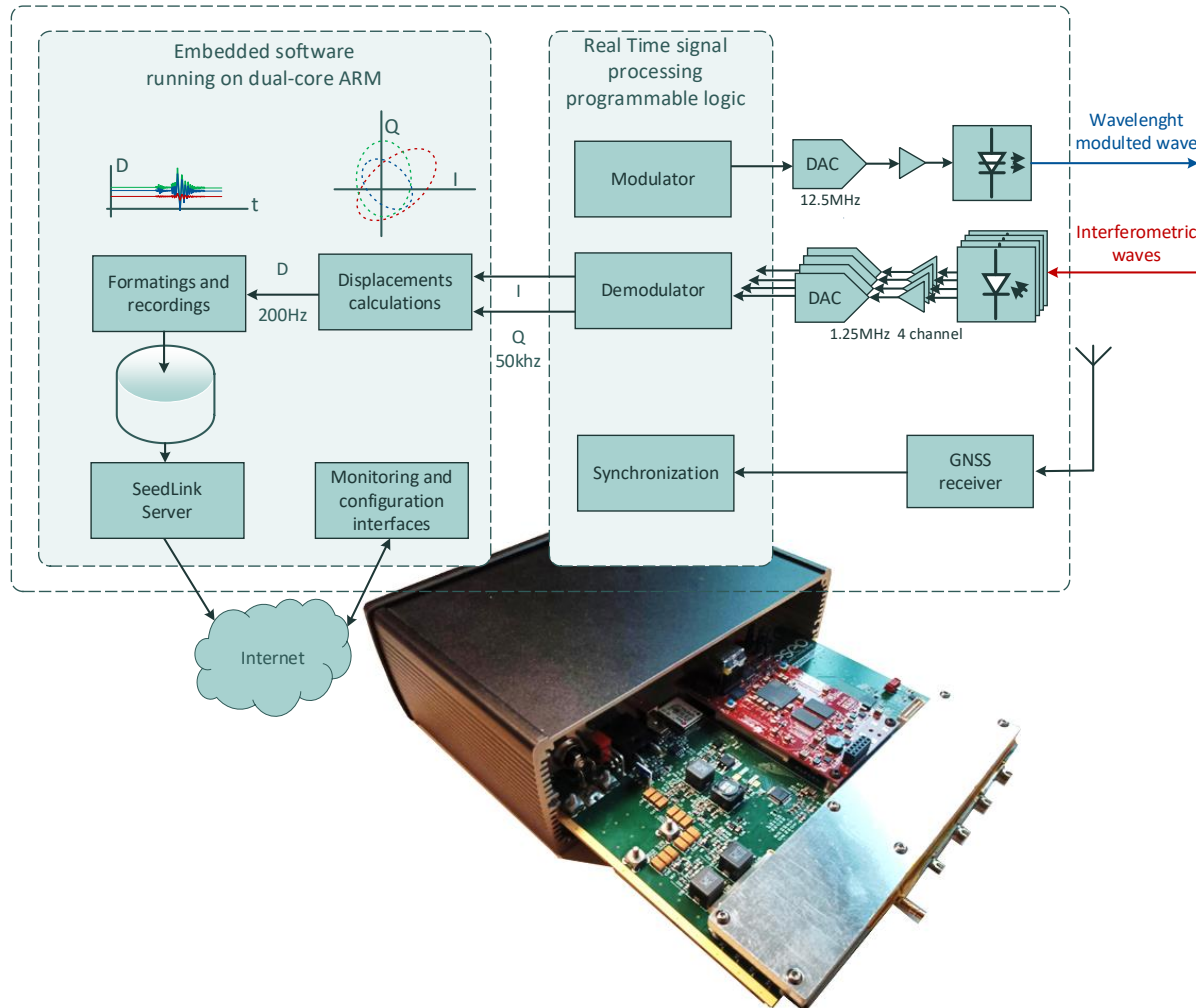 Embedded software
running on dual-core ARM
Real Time signal
processing
programmable logic
Q
I
D
t
Modulator
DAC
12.5MHz
Wavelenght
modulted wave
Interferometric
waves
Formatings and
recordings
D
200Hz
Displacements
calculations
I
Q
50khz
Demodulator
DAC
1.25MHz 4 channel
Synchronization
GNSS
receiver
SeedLink
Server
Monitoring and
configuration
interfaces
Internet